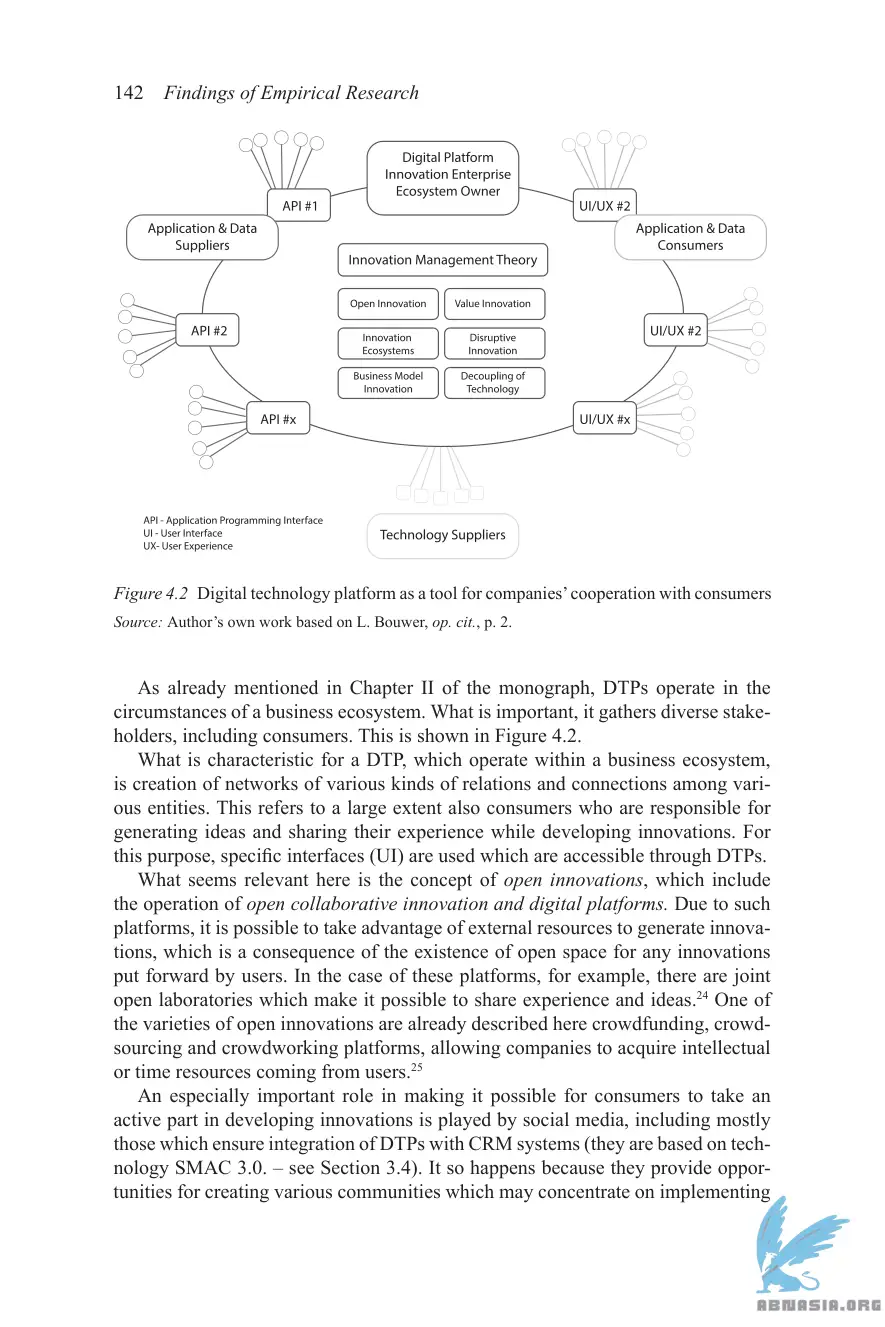 142 Findings of Empirical Research
Digital Platform
Innovation Enterprise
Ecosystem Owner
API #1
UI/UX #2
Application & Data
Suppliers
Application & Data
Consumers
Innovation Management Theory
Open Innovation
Value Innovation
API #2
UI/UX #2
Innovation
Ecosystems
Disruptive
Innovation
Business Model
Innovation
Decoupling of
Technology
API #x
UI/UX #x
API - Application Programming Interface
UI - User Interface
UX- User Experience
Technology Suppliers
Figure 4.2 Digital technology platform as a tool for companies’ cooperation with consumers
Source: Author’s own work based on L. Bouwer, op. cit., p. 2.
As already mentioned in Chapter II of the monograph, DTPs operate in the
circumstances of a business ecosystem. What is important, it gathers diverse stake-
holders, including consumers. This is shown in Figure 4.2.
What is characteristic for a DTP, which operate within a business ecosystem,
is creation of networks of various kinds of relations and connections among vari-
ous entities. This refers to a large extent also consumers who are responsible for
generating ideas and sharing their experience while developing innovations. For
this purpose, specific interfaces (UI) are used which are accessible through DTPs.
What seems relevant here is the concept of open innovations, which include
the operation of open collaborative innovation and digital platforms. Due to such
platforms, it is possible to take advantage of external resources to generate innova-
tions, which is a consequence of the existence of open space for any innovations
put forward by users. In the case of these platforms, for example, there are joint
open laboratories which make it possible to share experience and ideas.24 One of
the varieties of open innovations are already described here crowdfunding, crowd-
sourcing and crowdworking platforms, allowing companies to acquire intellectual
or time resources coming from users.25
An especially important role in making it possible for consumers to take an
active part in developing innovations is played by social media, including mostly
those which ensure integration of DTPs with CRM systems (they are based on tech-
nology SMAC 3.0. – see Section 3.4). It so happens because they provide oppor-
tunities for creating various communities which may concentrate on implementing
ABNASIA.ORG